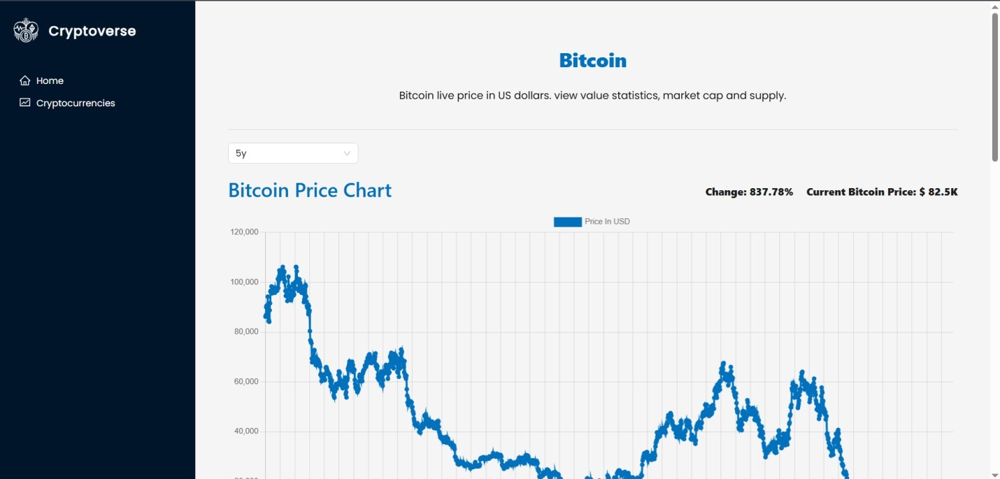 Cryptoverse
Home
Cryptocurrencies
Bitcoin
Bitcoin live price in US dollars. view value statistics, market cap and supply.
5y
Bitcoin Price Chart
Change: 837.78% Current Bitcoin Price: $ 82.5K
Price In USD
120,000
100,000
80,000
60,000
40,000